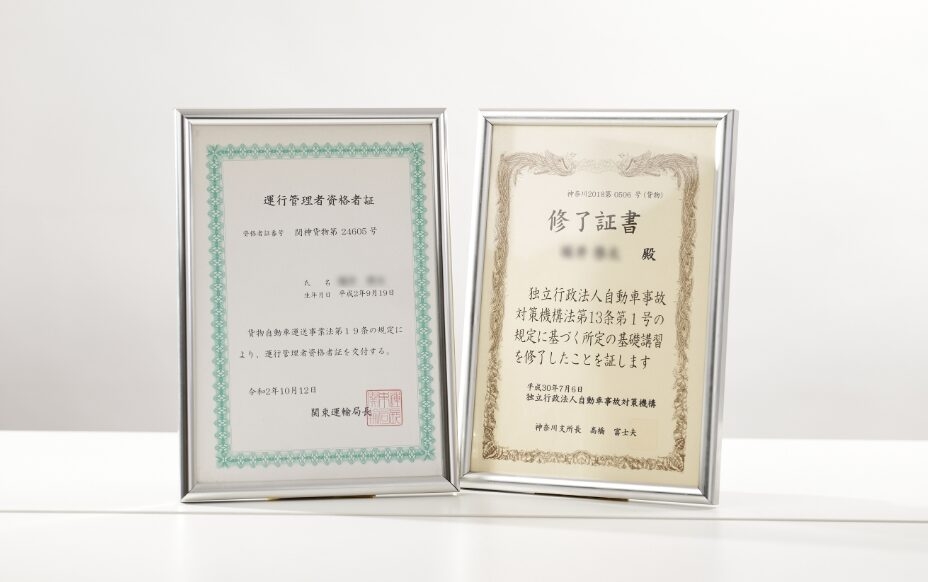 運行管理者資格者証
資格者証番号 関神貨物第 24605 号
氏 名
生年月日 平成2年9月19日
貨物自動車運送事業法第19条の規定に
より、運行管理者資格者証を交付する。
令和2年10月12日
関東運輸局長
神奈川2018第 0506 号 (貨物)
修了証書
殿
独立行政法人自動車事故
対策機構法第13条第1号の
規定に基づく所定の基礎講習
を修了したことを証します
平成30年7月6日
独立行政法人自動車事故対策機構
神奈川支所長 高橋 富士夫